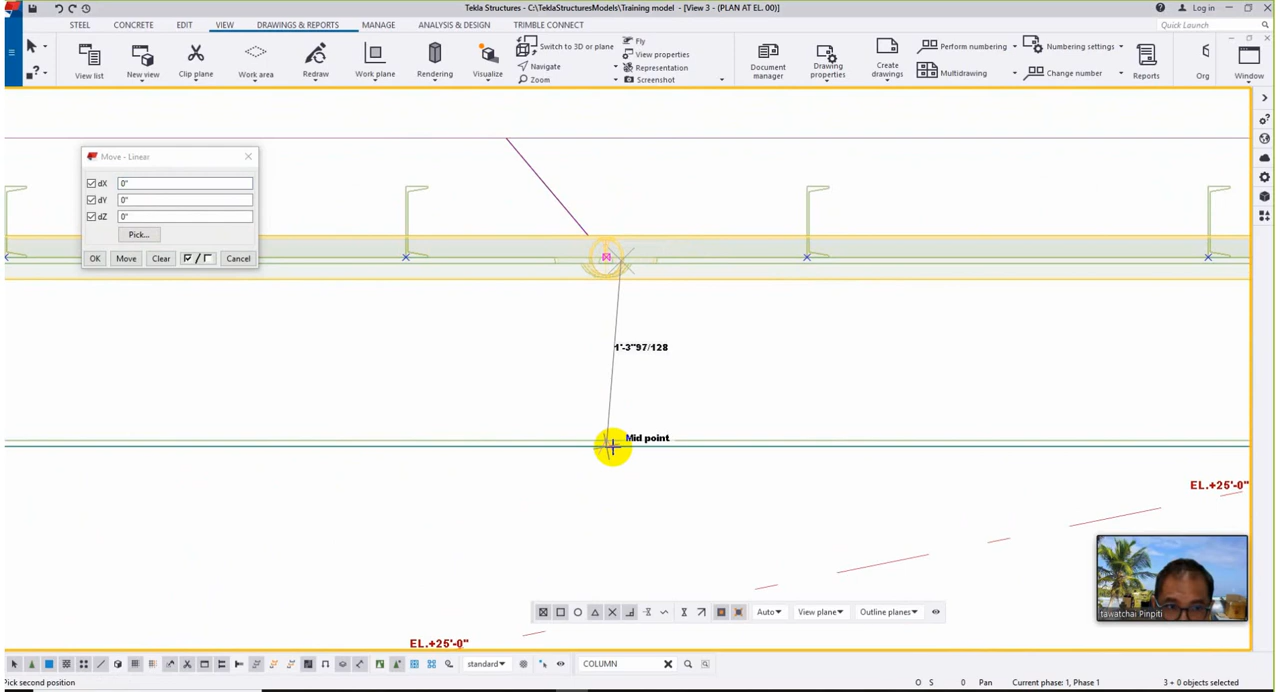 Tekla Structures - C:\TeklaStructuresModels\Training model - [View 3 - (PLAN AT EL. 00)]
Log in
STEEL CONCRETE EDIT VIEW DRAWINGS & REPORTS MANAGE ANALYSIS & DESIGN TRIMBLE CONNECT
Quick Launch
View list
New view
Clip plane
Work area
Redraw
Work plane
Rendering
Visualize
Switch to 3D or plane
Navigate
Zoom
Fly
View properties
Representation
Screenshot
Document manager
Drawing properties
Create drawings
Perform numbering
Multidrawing
Numbering settings
Change number
Reports
Org
Window
Move - Linear
dX 0"
dY 0"
dZ 0"
Pick...
OK Move Clear / Cancel
1'-3"97/128
Mid point
EL.+25'-0"
EL.+25'-0"
tawatchai Pinpiti
Auto View plane Outline planes
standard COLUMN
Pick second position
O S 0 Pan Current phase: 1, Phase 1 3 + 0 objects selected